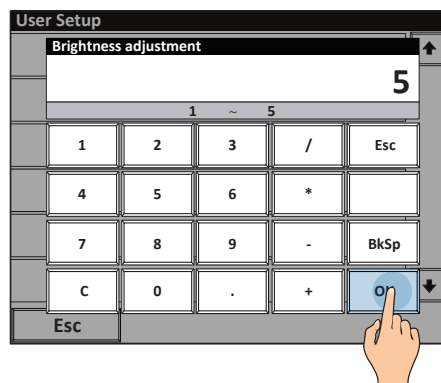 User Setup
Brightness adjustment
5
1 ~ 5
1 2 3 / Esc
4 5 6 *
7 8 9 - BkSp
C 0 . +
Esc